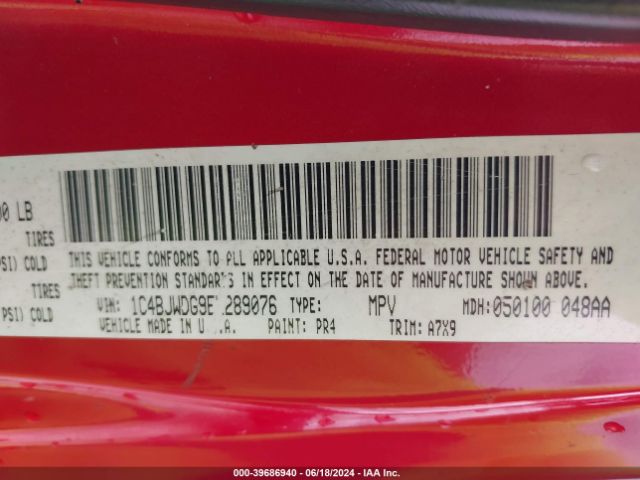 00 LB
TIRES
PSI) COLD
TIRES
PSI) COLD
THIS VEHICLE CONFORMS TO ALL APPLICABLE U.S.A. FEDERAL MOTOR VEHICLE SAFETY AND
THEFT PREVENTION STANDARDS IN EFFECT ON THE DATE OF MANUFACTURE SHOWN ABOVE.
VIN: TYPE: MPV MDH: 050100 048AA
VEHICLE MADE IN PAINT: PR4 TRIM: A7X9
000-39686940 - 06/18/2024 - IAA Inc.